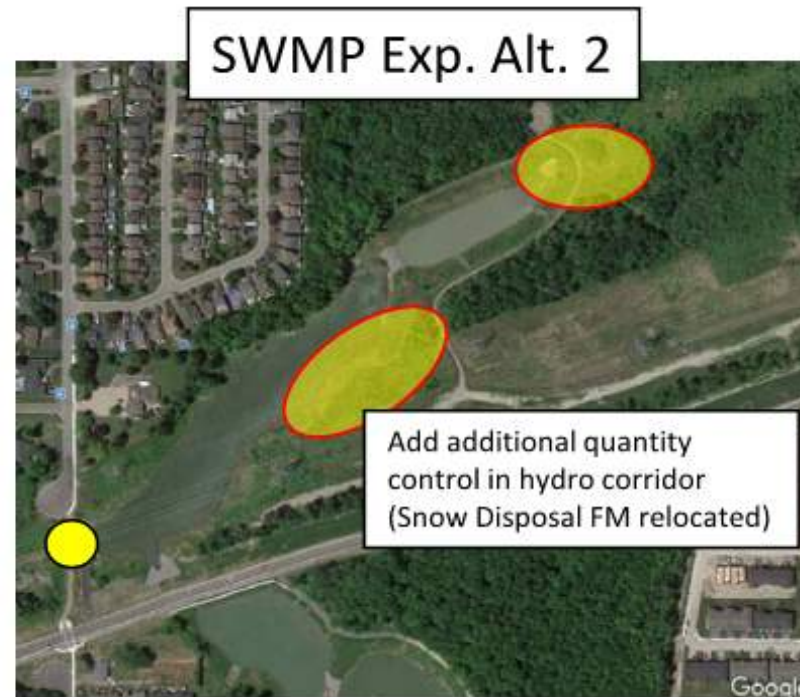 SWMP Exp. Alt. 2
Add additional quantity
control in hydro corridor
(Snow Disposal FM relocated)
Google